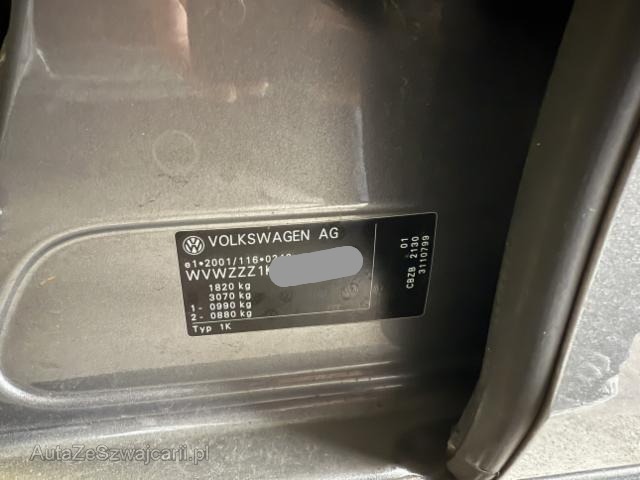 VOLKSWAGEN AG
WVWZZZ1K
1820 kg
3070 kg
1- 0990 kg
2- 0880 kg
Typ 1K
01
CBZB 2130
3110799
AutaZeSzwajcarii.pl